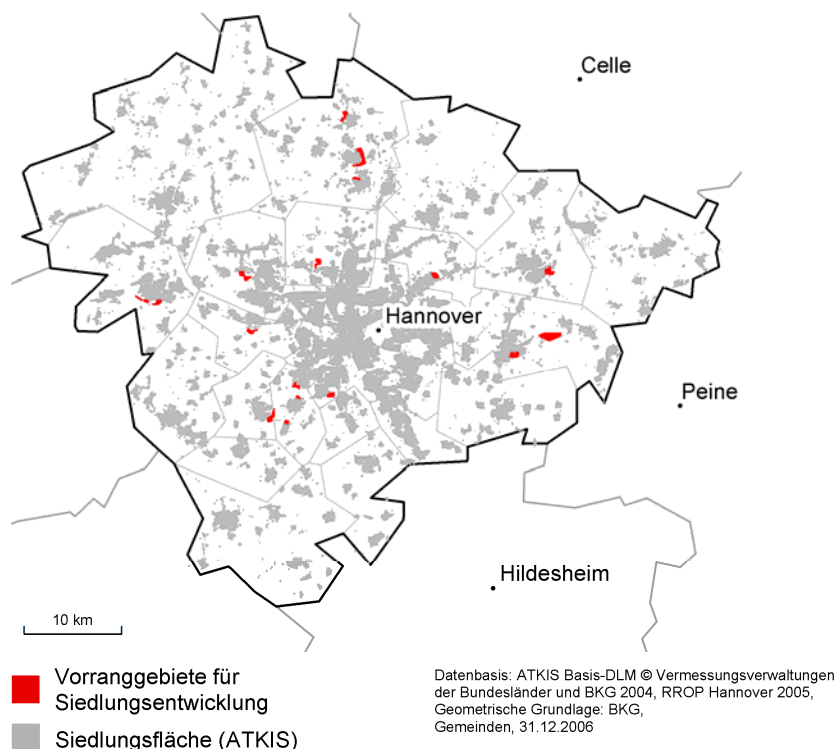 Celle
Hannover
Peine
Hildesheim
10 km
Vorranggebiete für
Siedlungsentwicklung
Siedlungsfläche (ATKIS)
Datenbasis: ATKIS Basis-DLM © Vermessungsverwaltungen
der Bundesländer und BKG 2004, RROP Hannover 2005,
Geometrische Grundlage: BKG,
Gemeinden, 31.12.2006